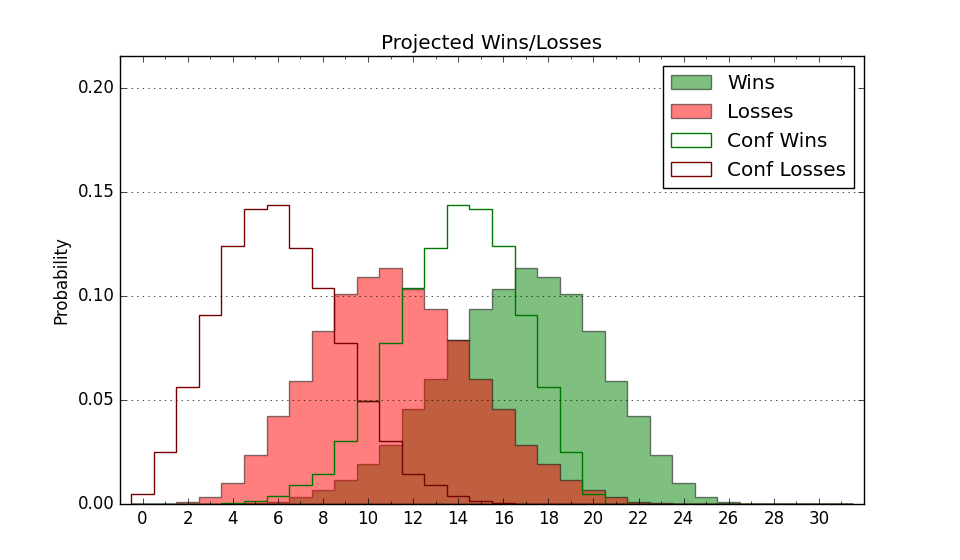 Projected Wins/Losses
Wins
Losses
Conf Wins
Conf Losses
Probability
0.20
0.15
0.10
0.05
0.00
0 2 4 6 8 10 12 14 16 18 20 22 24 26 28 30